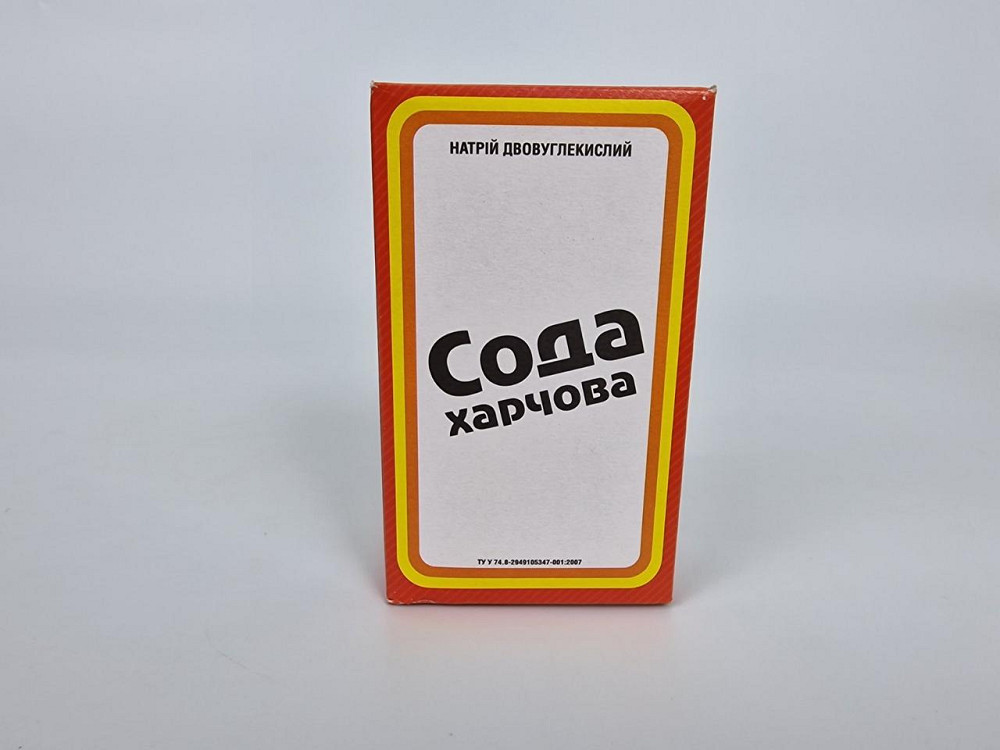 НАТРІЙ ДВОВУГЛЕКИСЛИЙ
Сода
харчова
ТУ У 74.8-2949105347-001:2007